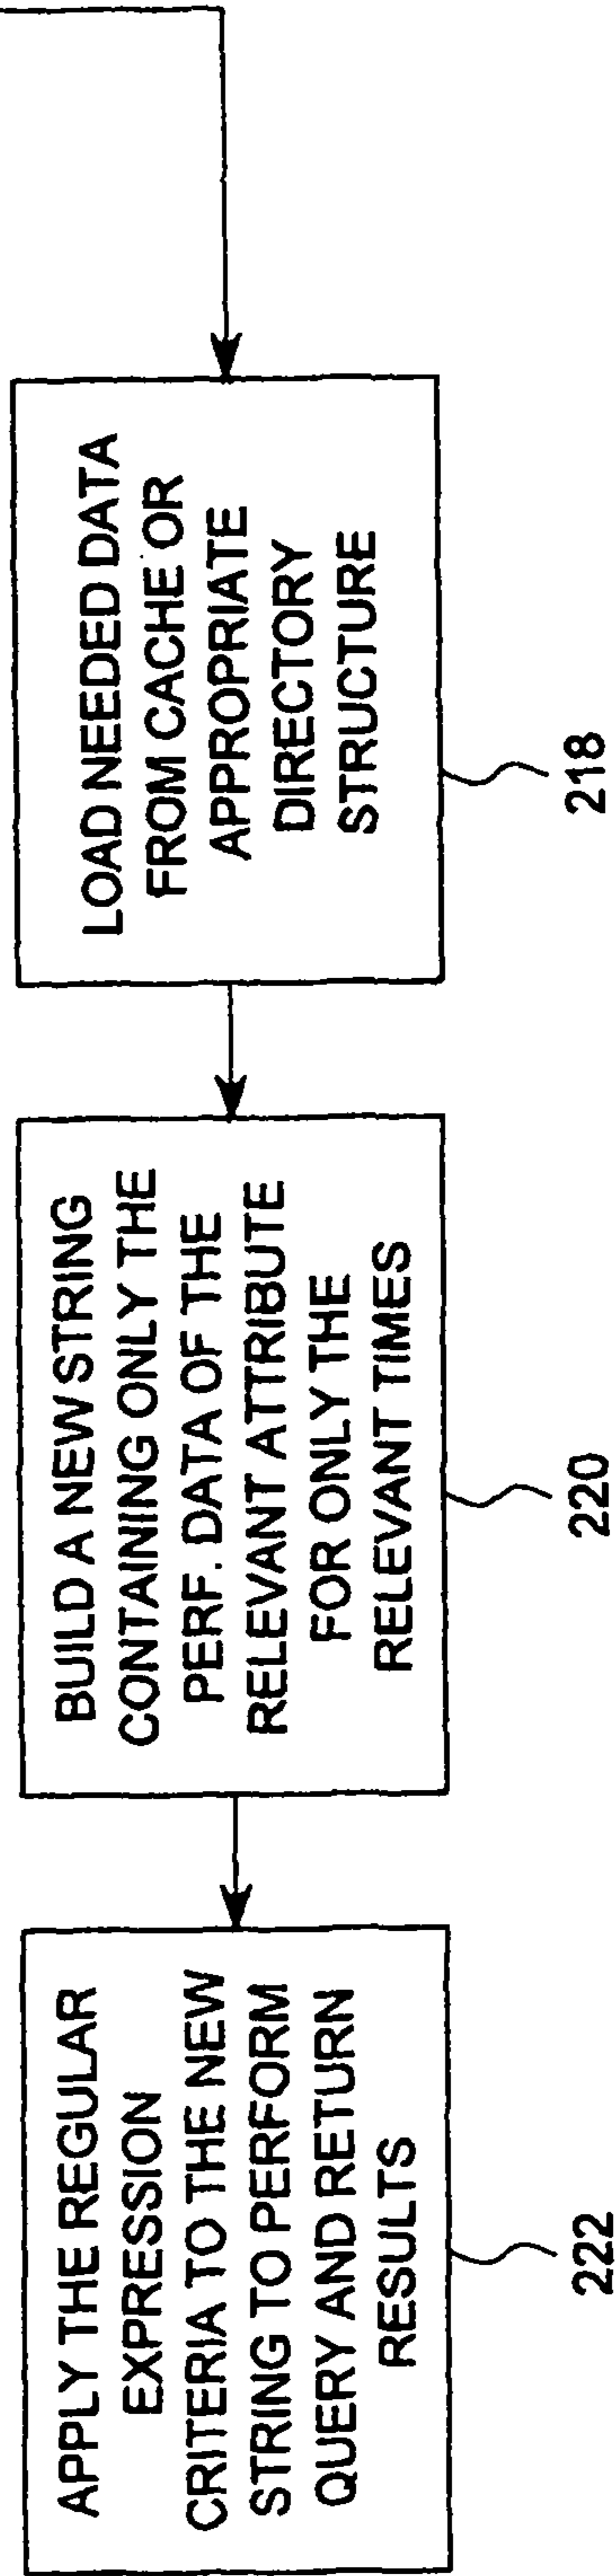 LOAD NEEDED DATA
FROM CACHE OR
APPROPRIATE
DIRECTORY
STRUCTURE
218
BUILD A NEW STRING
CONTAINING ONLY THE
PERF. DATA OF THE
RELEVANT ATTRIBUTE
FOR ONLY THE
RELEVANT TIMES
220
APPLY THE REGULAR
EXPRESSION
CRITERIA TO THE NEW
STRING TO PERFORM
QUERY AND RETURN
RESULTS
222